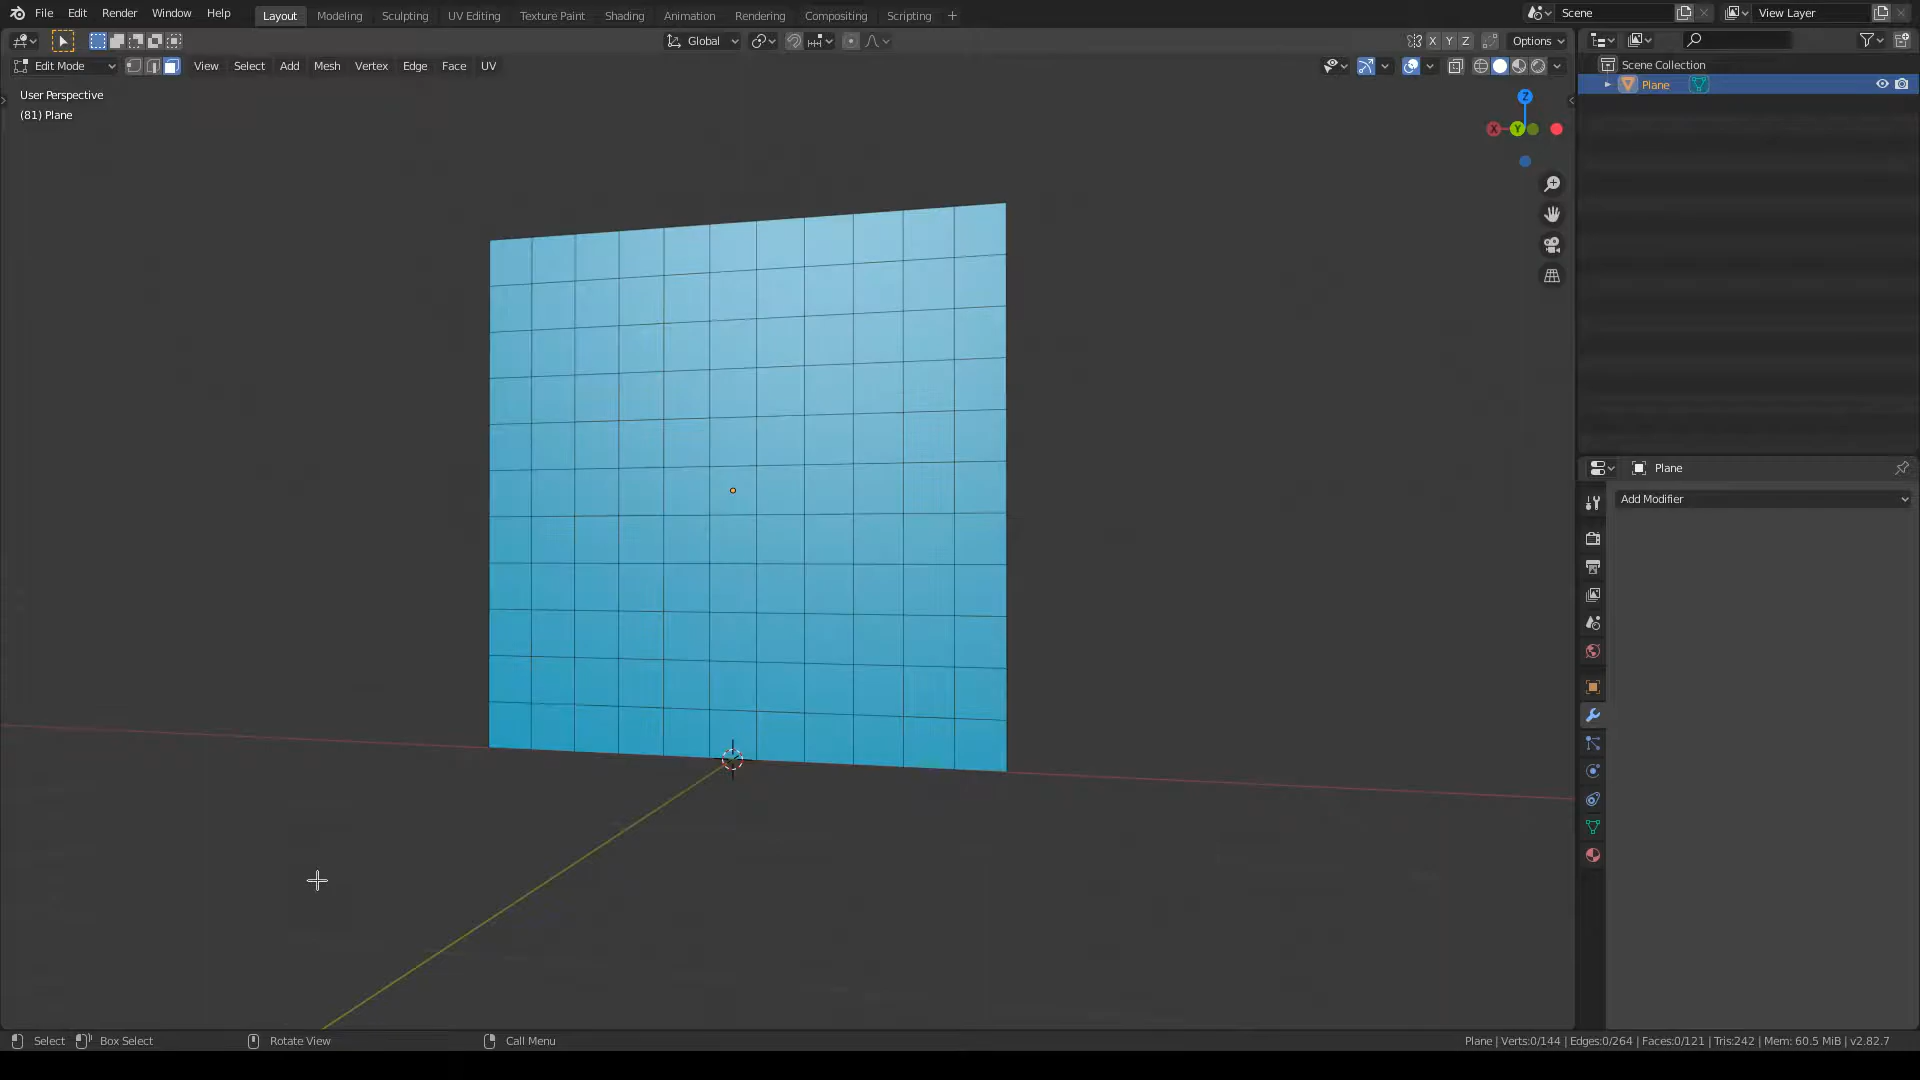 File Edit Render Window Help Layout Modeling Sculpting UV Editing Texture Paint Shading Animation Rendering Compositing Scripting + Scene View Layer
Global X Y Z Options
Edit Mode View Select Add Mesh Vertex Edge Face UV
Scene Collection
Plane
User Perspective
(81) Plane
Z
X Y
Plane
Add Modifier
Select Box Select Rotate View Call Menu Plane | Verts:0/144 | Edges:0/264 | Faces:0/121 | Tris:242 | Mem: 60.5 MiB | v2.82.7